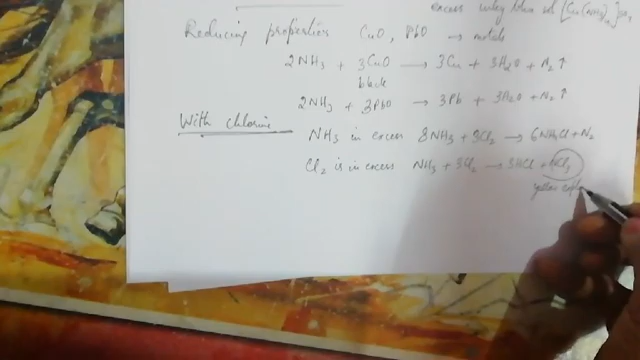 excess
Reducing properties CuO, PbO → metals
2NH₃ + 3CuO → 3Cu + 3H₂O + N₂↑
black
2NH₃ + 3PbO → 3Pb + 3H₂O + N₂↑
With chlorine
NH₃ in excess 8NH₃ + 3Cl₂ → 6NH₄Cl + N₂
Cl₂ is in excess NH₃ + 3Cl₂ → 3HCl + NCl₃
yellow